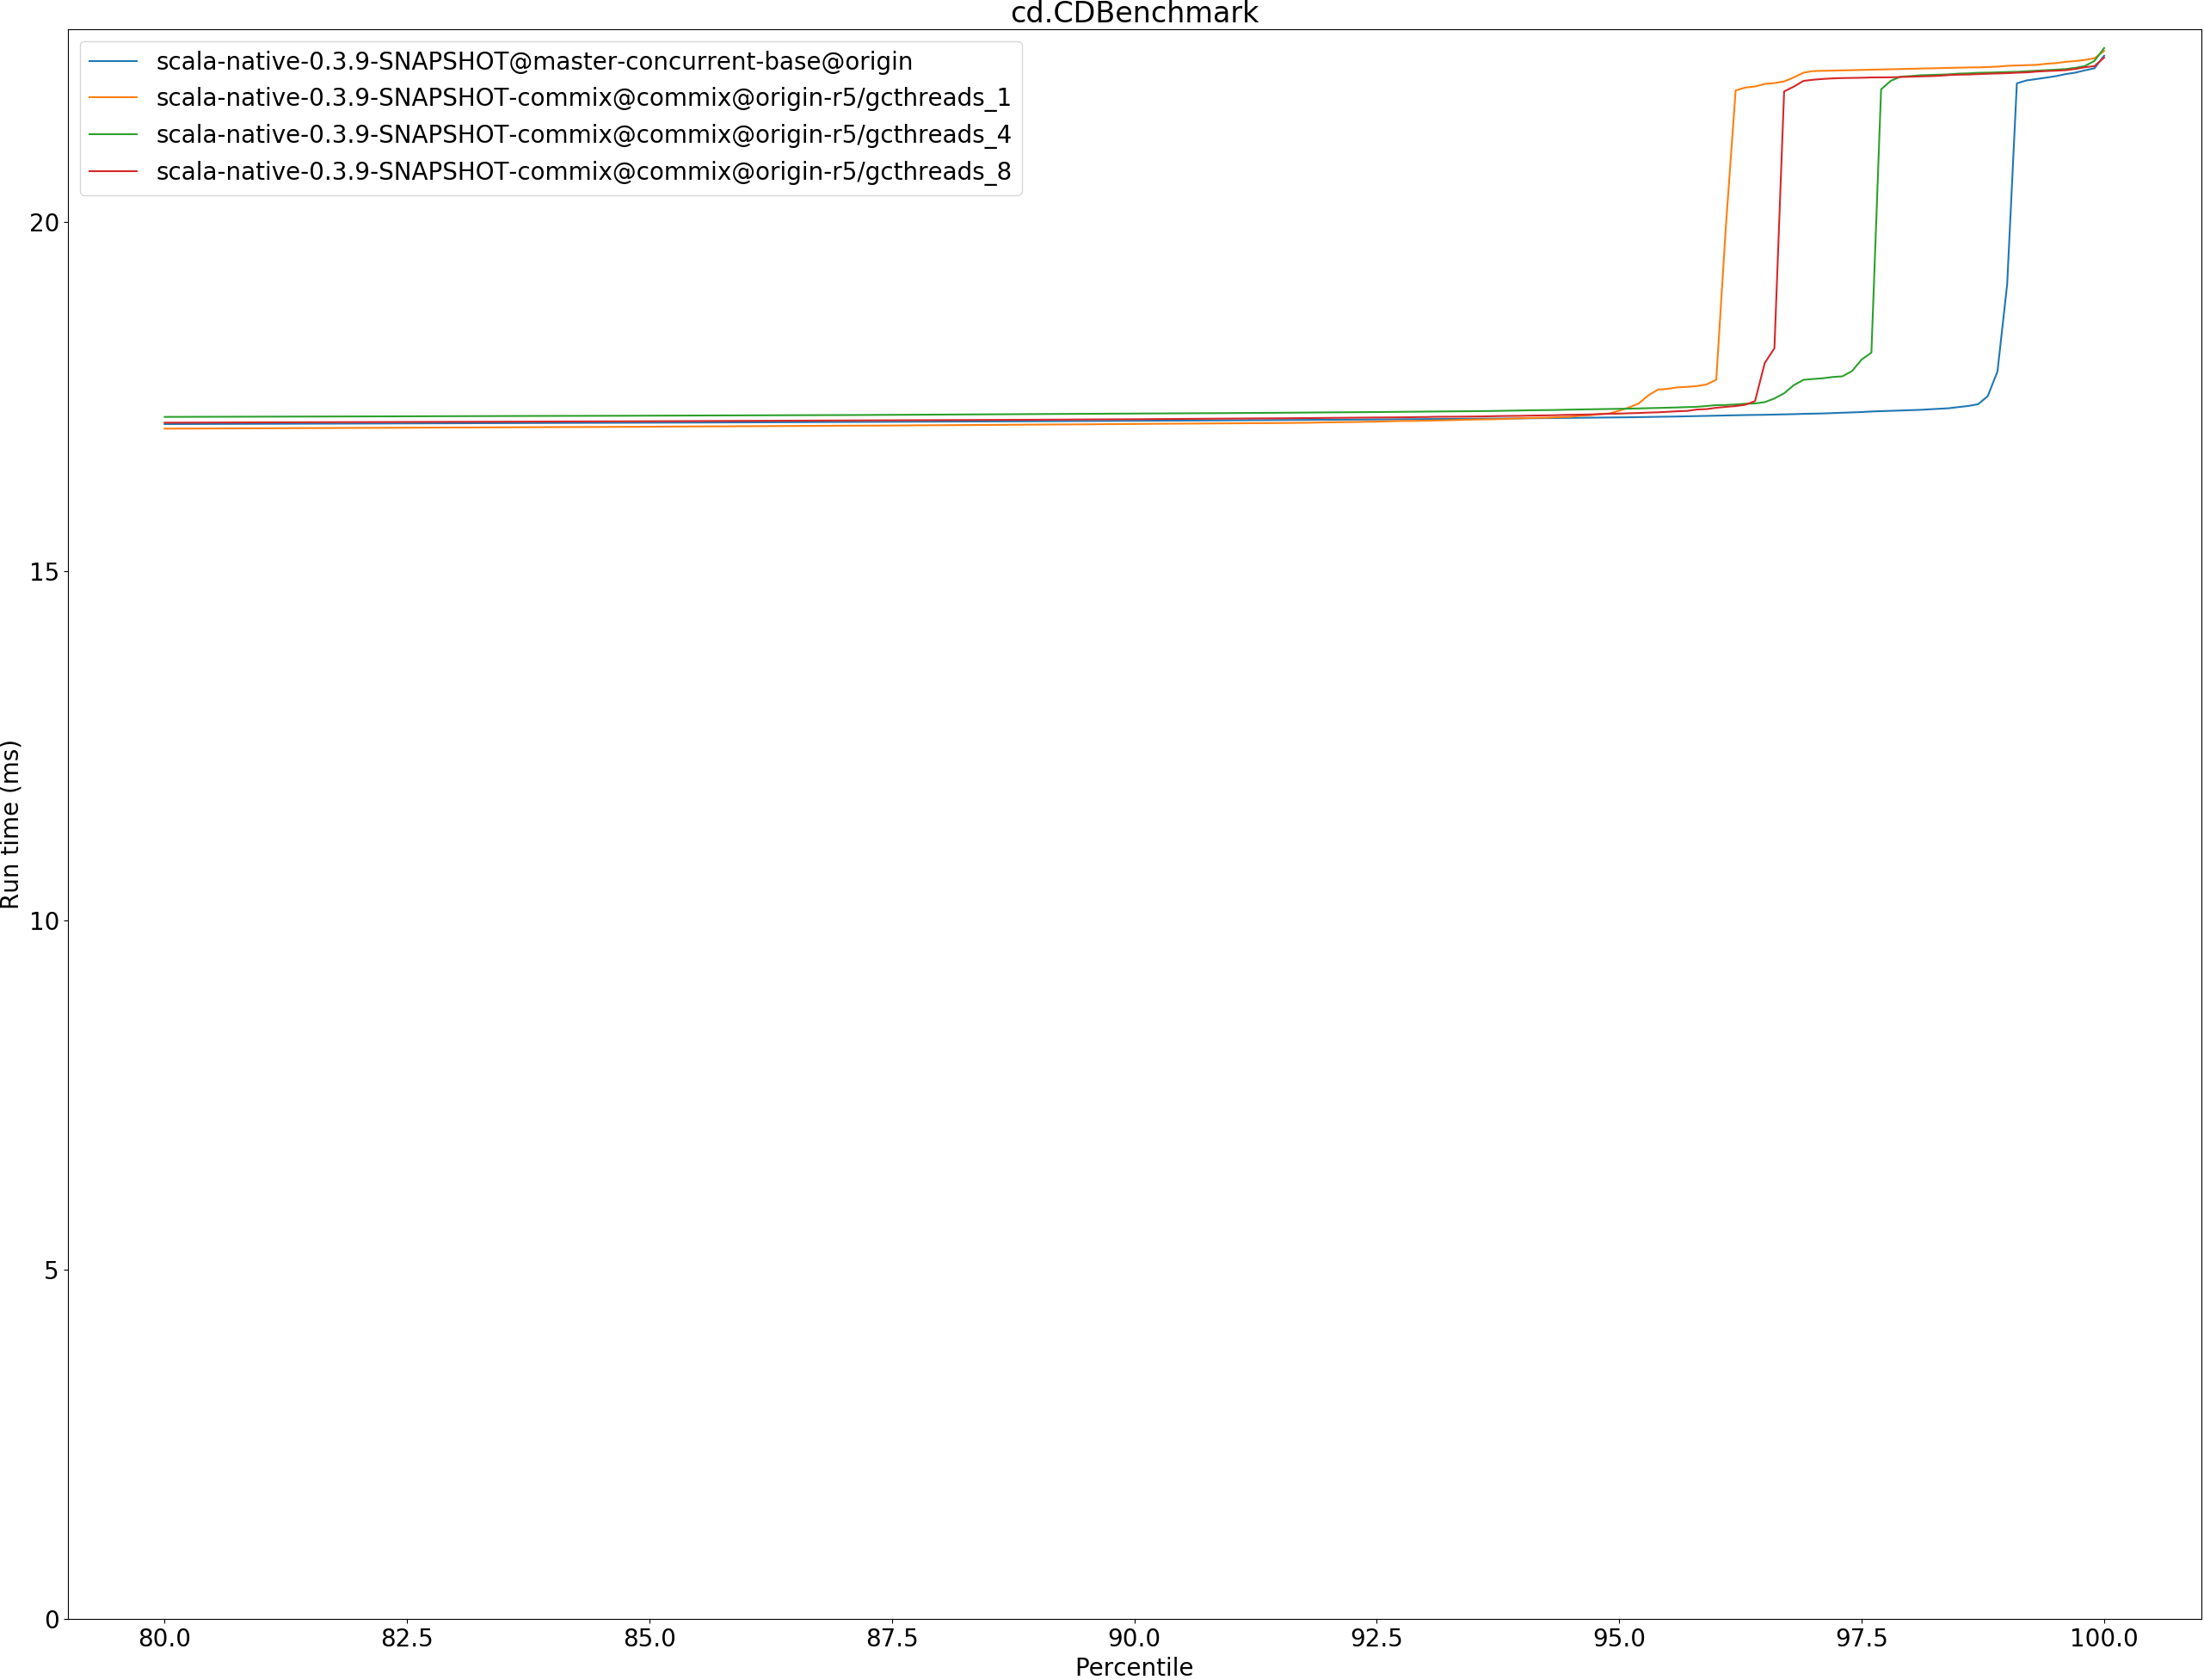 cd.CDBenchmark
scala-native-0.3.9-SNAPSHOT@master-concurrent-base@origin
scala-native-0.3.9-SNAPSHOT-commix@commix@origin-r5/gcthreads_1
scala-native-0.3.9-SNAPSHOT-commix@commix@origin-r5/gcthreads_4
scala-native-0.3.9-SNAPSHOT-commix@commix@origin-r5/gcthreads_8
20
15
10
5
0
Run time (ms)
80.0 82.5 85.0 87.5 90.0 92.5 95.0 97.5 100.0
Percentile